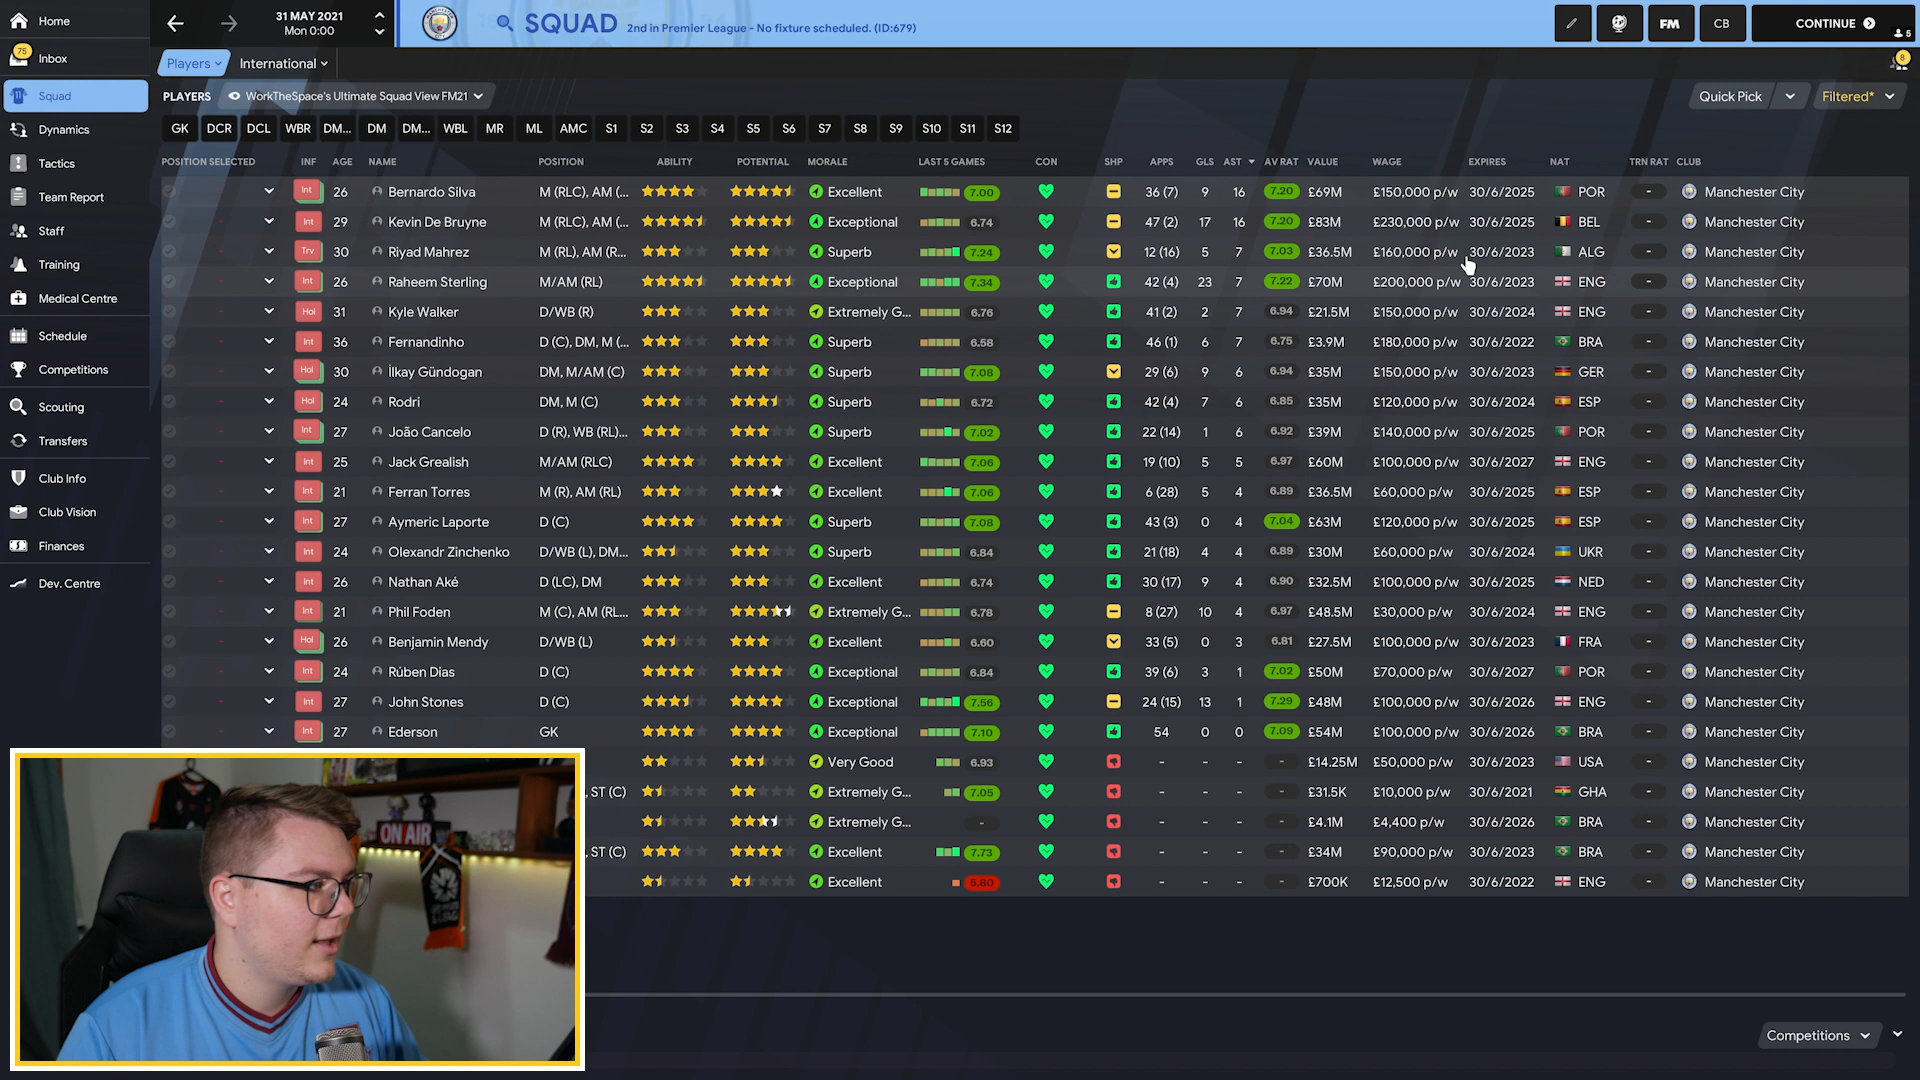 Home
31 MAY 2021
Mon 0:00
SQUAD
2nd in Premier League - No fixture scheduled. (ID:679)
FM
CB
CONTINUE
5
75
Inbox
Players
International
8
Squad
PLAYERS
WorkTheSpace's Ultimate Squad View FM21
Quick Pick
Filtered*
Dynamics
GK DCR DCL WBR DM... DM DM... WBL MR ML AMC S1 S2 S3 S4 S5 S6 S7 S8 S9 S10 S11 S12
Tactics
POSITION SELECTED INF AGE NAME POSITION ABILITY POTENTIAL MORALE LAST 5 GAMES CON SHP APPS GLS AST AV RAT VALUE WAGE EXPIRES NAT TRN RAT CLUB
- Int 26 Bernardo Silva M (RLC), AM (... Excellent 7.00 36 (7) 9 16 7.20 £69M £150,000 p/w 30/6/2025 POR - Manchester City
Team Report
- Int 29 Kevin De Bruyne M (RLC), AM (... Exceptional 6.74 47 (2) 17 16 7.20 £83M £230,000 p/w 30/6/2025 BEL - Manchester City
Staff
- Trv 30 Riyad Mahrez M (RL), AM (R... Superb 7.24 12 (16) 5 7 7.03 £36.5M £160,000 p/w 30/6/2023 ALG - Manchester City
Training
- Int 26 Raheem Sterling M/AM (RL) Exceptional 7.34 42 (4) 23 7 7.22 £70M £200,000 p/w 30/6/2023 ENG - Manchester City
Medical Centre
- Hol 31 Kyle Walker D/WB (R) Extremely G... 6.76 41 (2) 2 7 6.94 £21.5M £150,000 p/w 30/6/2024 ENG - Manchester City
Schedule
- Int 36 Fernandinho D (C), DM, M (... Superb 6.58 46 (1) 6 7 6.75 £3.9M £180,000 p/w 30/6/2022 BRA - Manchester City
Competitions
- Hol 30 İlkay Gündogan DM, M/AM (C) Superb 7.08 29 (6) 9 6 6.94 £35M £150,000 p/w 30/6/2023 GER - Manchester City
- Hol 24 Rodri DM, M (C) Superb 6.72 42 (4) 7 6 6.85 £35M £120,000 p/w 30/6/2024 ESP - Manchester City
Scouting
- Int 27 João Cancelo D (R), WB (RL)... Superb 7.02 22 (14) 1 6 6.92 £39M £140,000 p/w 30/6/2025 POR - Manchester City
Transfers
- Int 25 Jack Grealish M/AM (RLC) Excellent 7.06 19 (10) 5 5 6.97 £60M £100,000 p/w 30/6/2027 ENG - Manchester City
Club Info
- Int 21 Ferran Torres M (R), AM (RL) Excellent 7.06 6 (28) 5 4 6.89 £36.5M £60,000 p/w 30/6/2025 ESP - Manchester City
Club Vision
- Int 27 Aymeric Laporte D (C) Superb 7.08 43 (3) 0 4 7.04 £63M £120,000 p/w 30/6/2025 ESP - Manchester City
Finances
- Int 24 Olexandr Zinchenko D/WB (L), DM... Superb 6.84 21 (18) 4 4 6.89 £30M £60,000 p/w 30/6/2024 UKR - Manchester City
Dev. Centre
- Int 26 Nathan Aké D (LC), DM Excellent 6.74 30 (17) 9 4 6.90 £32.5M £100,000 p/w 30/6/2025 NED - Manchester City
- Int 21 Phil Foden M (C), AM (RL... Extremely G... 6.78 8 (27) 10 4 6.97 £48.5M £30,000 p/w 30/6/2024 ENG - Manchester City
- Hol 26 Benjamin Mendy D/WB (L) Excellent 6.60 33 (5) 0 3 6.81 £27.5M £100,000 p/w 30/6/2023 FRA - Manchester City
- Int 24 Rúben Dias D (C) Exceptional 6.84 39 (6) 3 1 7.02 £50M £70,000 p/w 30/6/2027 POR - Manchester City
- Int 27 John Stones D (C) Exceptional 7.56 24 (15) 13 1 7.29 £48M £100,000 p/w 30/6/2026 ENG - Manchester City
- Int 27 Ederson GK Exceptional 7.10 54 0 0 7.09 £54M £100,000 p/w 30/6/2026 BRA - Manchester City
Very Good 6.93 - - - - £14.25M £50,000 p/w 30/6/2023 USA - Manchester City
, ST (C) Extremely G... 7.05 - - - - £31.5K £10,000 p/w 30/6/2021 GHA - Manchester City
Extremely G... - - - - - £4.1M £4,400 p/w 30/6/2026 BRA - Manchester City
, ST (C) Excellent 7.73 - - - - £34M £90,000 p/w 30/6/2023 BRA - Manchester City
Excellent 5.80 - - - - £700K £12,500 p/w 30/6/2022 ENG - Manchester City
ON AIR
Competitions